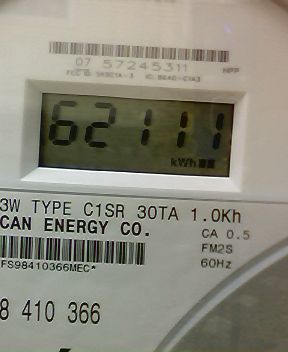 07 57245311
NPP
62111
kWh
3W TYPE C1SR 30TA 1.0Kh
CAN ENERGY CO.
CA 0.5
FM2S
60Hz
FS98410366MEC*
8 410 366